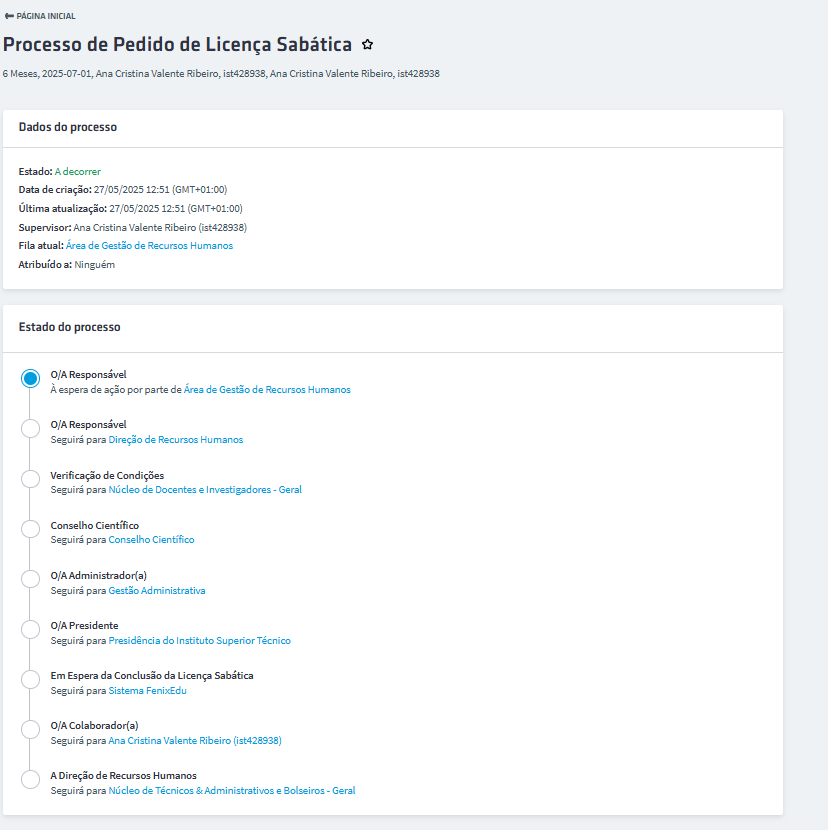 PÁGINA INICIAL
Processo de Pedido de Licença Sabática
6 Meses, 2025-07-01, Ana Cristina Valente Ribeiro, ist428938, Ana Cristina Valente Ribeiro, ist428938
Dados do processo
Estado: A decorrer
Data de criação: 27/05/2025 12:51 (GMT+01:00)
Última atualização: 27/05/2025 12:51 (GMT+01:00)
Supervisor: Ana Cristina Valente Ribeiro (ist428938)
Fila atual: Área de Gestão de Recursos Humanos
Atribuído a: Ninguém
Estado do processo
O/A Responsável
À espera de ação por parte de Área de Gestão de Recursos Humanos
O/A Responsável
Seguirá para Direção de Recursos Humanos
Verificação de Condições
Seguirá para Núcleo de Docentes e Investigadores - Geral
Conselho Científico
Seguirá para Conselho Científico
O/A Administrador(a)
Seguirá para Gestão Administrativa
O/A Presidente
Seguirá para Presidência do Instituto Superior Técnico
Em Espera da Conclusão da Licença Sabática
Seguirá para Sistema FenixEdu
O/A Colaborador(a)
Seguirá para Ana Cristina Valente Ribeiro (ist428938)
A Direção de Recursos Humanos
Seguirá para Núcleo de Técnicos & Administrativos e Bolseiros - Geral